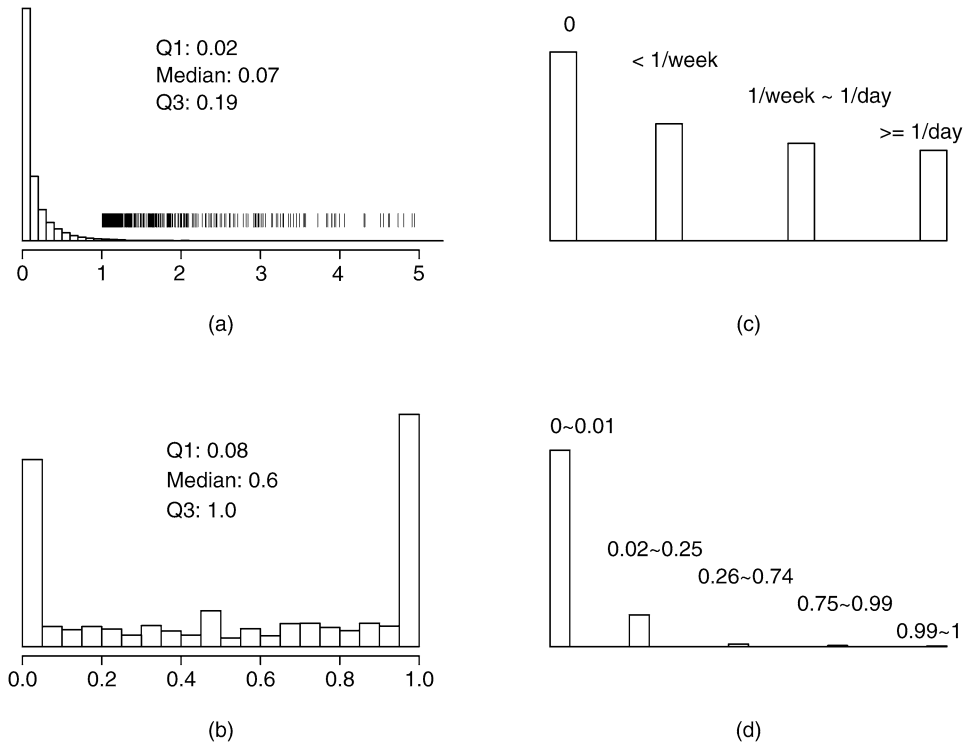 Q1: 0.02
Median: 0.07
Q3: 0.19
0 1 2 3 4 5
(a)
0
< 1/week
1/week ~ 1/day
>= 1/day
(c)
Q1: 0.08
Median: 0.6
Q3: 1.0
0.0 0.2 0.4 0.6 0.8 1.0
(b)
0~0.01
0.02~0.25
0.26~0.74
0.75~0.99
0.99~1
(d)